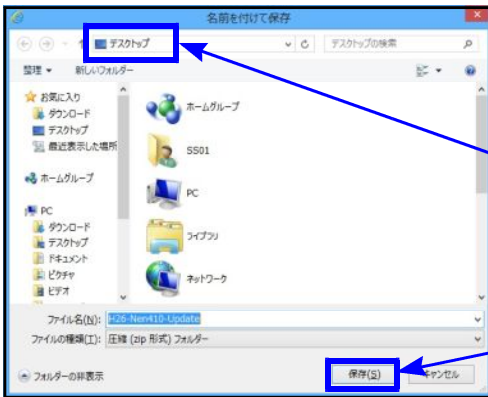 名前を付けて保存
デスクトップ
デスクトップの検索
整理 新しいフォルダー
お気に入り
ダウンロード
デスクトップ
最近表示した場所
ホームグループ
PC
ダウンロード
デスクトップ
ドキュメント
ピクチャ
ビデオ
ホームグループ
SS01
PC
ライブラリ
ネットワーク
ファイル名(N): H26-Nen410-Update
ファイルの種類(T): 圧縮 (zip 形式) フォルダー
フォルダーの非表示
保存(S)
キャンセル